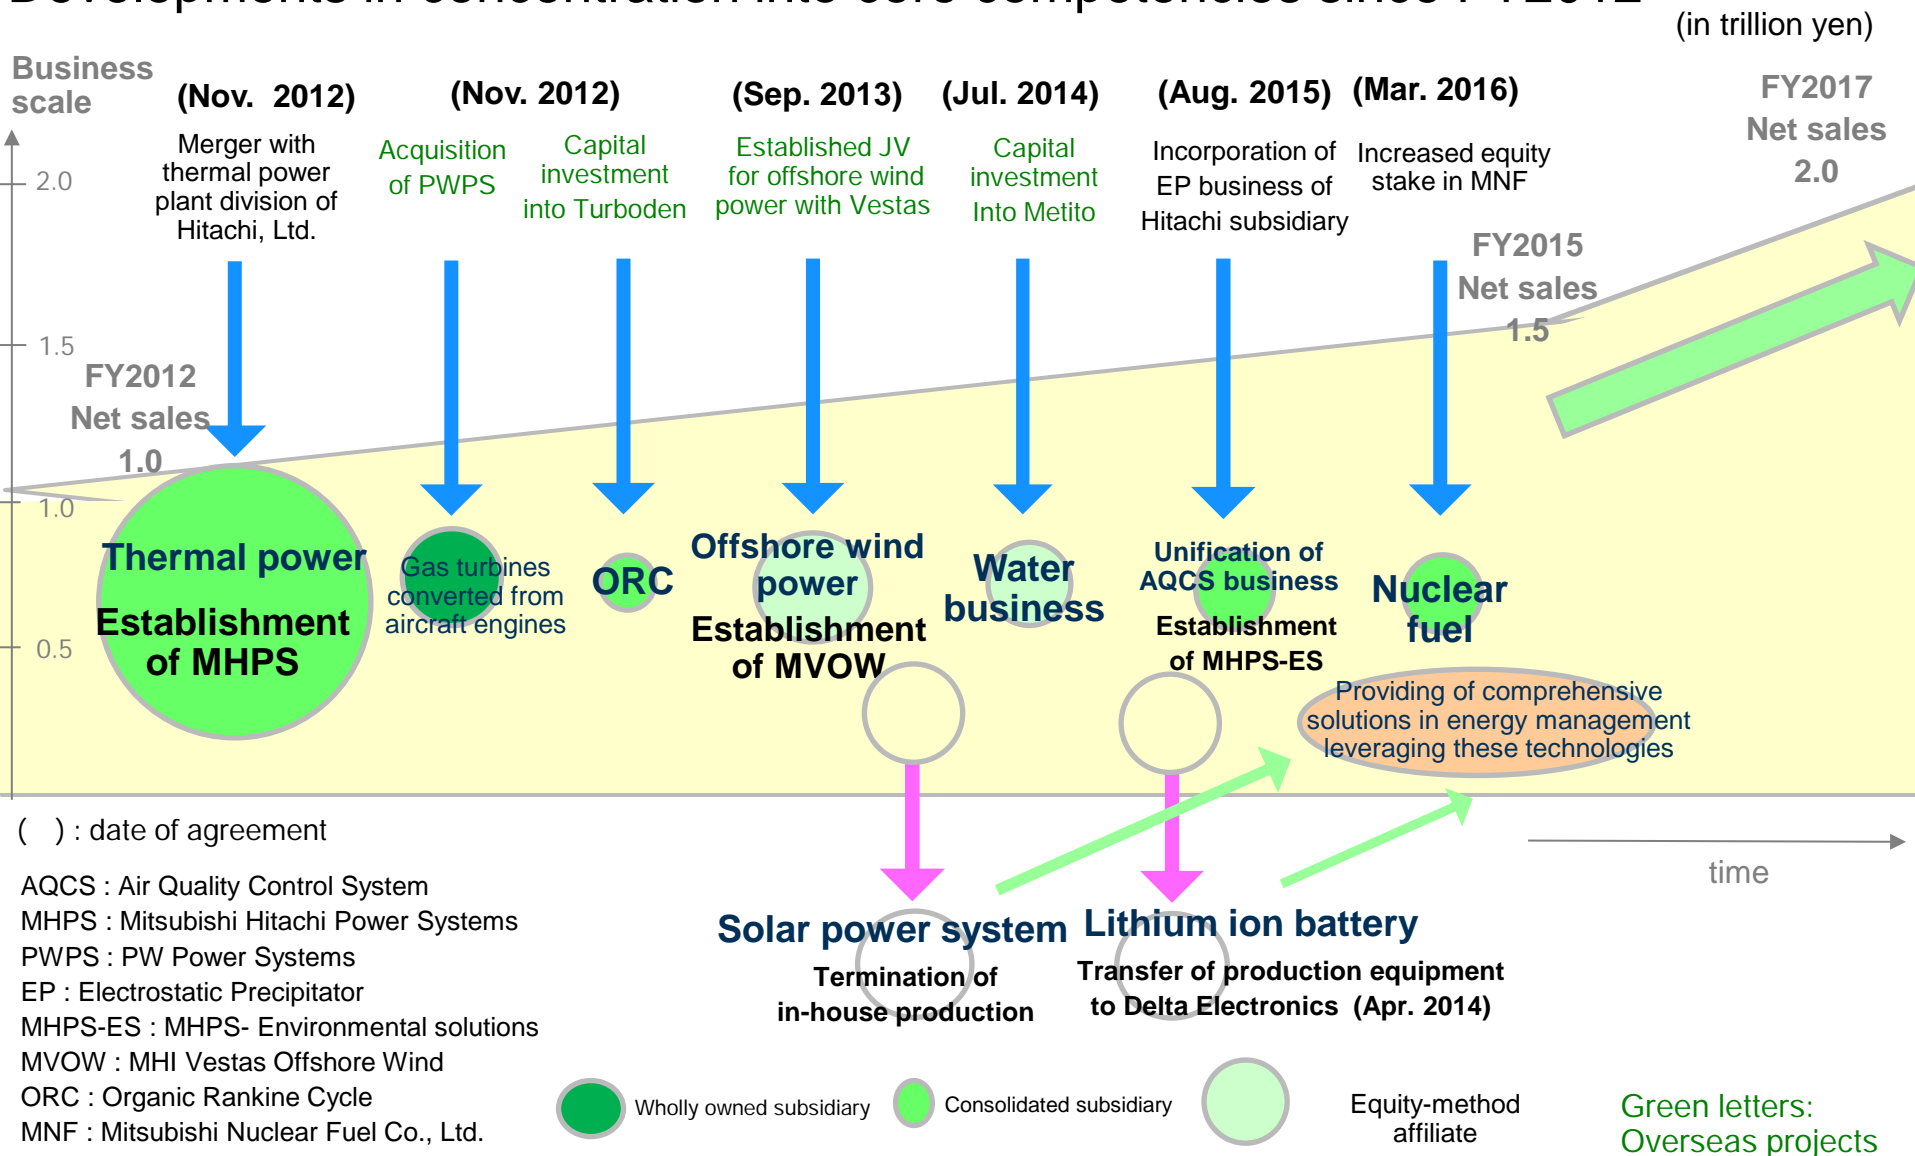 Developments in concentration into core competencies since FY2012
(in trillion yen)
Business
scale
(Nov. 2012)
Merger with
thermal power
plant division of
Hitachi, Ltd.
(Nov. 2012)
Acquisition
of PWPS
Capital
investment
into Turboden
(Sep. 2013)
Established JV
for offshore wind
power with Vestas
(Jul. 2014)
Capital
investment
Into Metito
(Aug. 2015)
Incorporation of
EP business of
Hitachi subsidiary
(Mar. 2016)
Increased equity
stake in MNF
FY2017
Net sales
2.0
FY2015
Net sales
1.5
FY2012
Net sales
1.0
2.0
1.5
1.0
0.5
Thermal power
Establishment
of MHPS
Gas turbines
converted from
aircraft engines
ORC
Offshore wind
power
Establishment
of MVOW
Water
business
Unification of
AQCS business
Establishment
of MHPS-ES
Nuclear
fuel
Providing of comprehensive
solutions in energy management
leveraging these technologies
time
( ) : date of agreement
AQCS : Air Quality Control System
MHPS : Mitsubishi Hitachi Power Systems
PWPS : PW Power Systems
EP : Electrostatic Precipitator
MHPS-ES : MHPS- Environmental solutions
MVOW : MHI Vestas Offshore Wind
ORC : Organic Rankine Cycle
MNF : Mitsubishi Nuclear Fuel Co., Ltd.
Solar power system
Termination of
in-house production
Lithium ion battery
Transfer of production equipment
to Delta Electronics (Apr. 2014)
Wholly owned subsidiary
Consolidated subsidiary
Equity-method
affiliate
Green letters:
Overseas projects